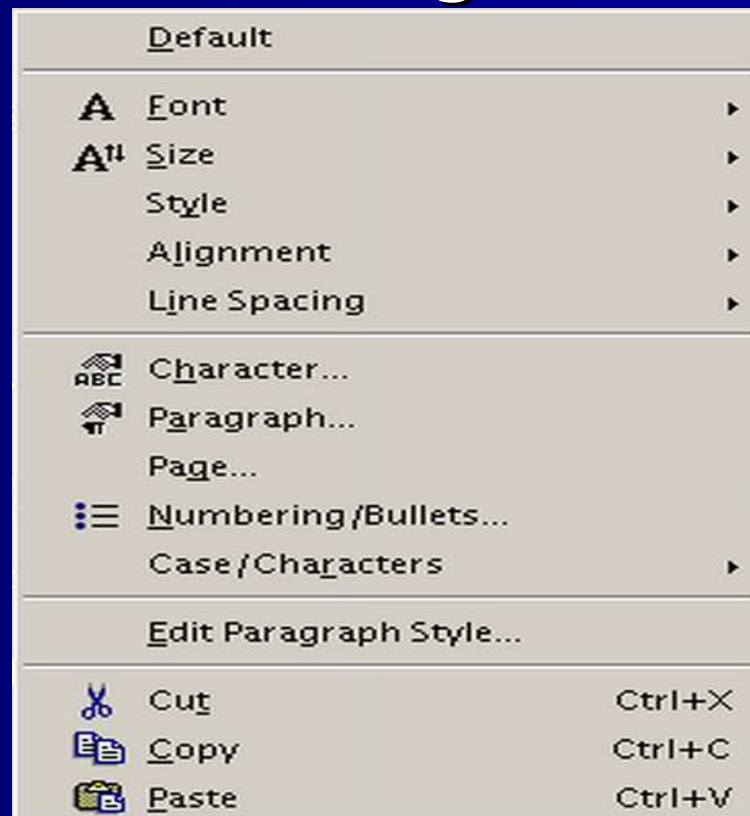 Default
Font
Size
Style
Alignment
Line Spacing
Character...
Paragraph...
Page...
Numbering/Bullets...
Case/Characters
Edit Paragraph Style...
Cut Ctrl+X
Copy Ctrl+C
Paste Ctrl+V